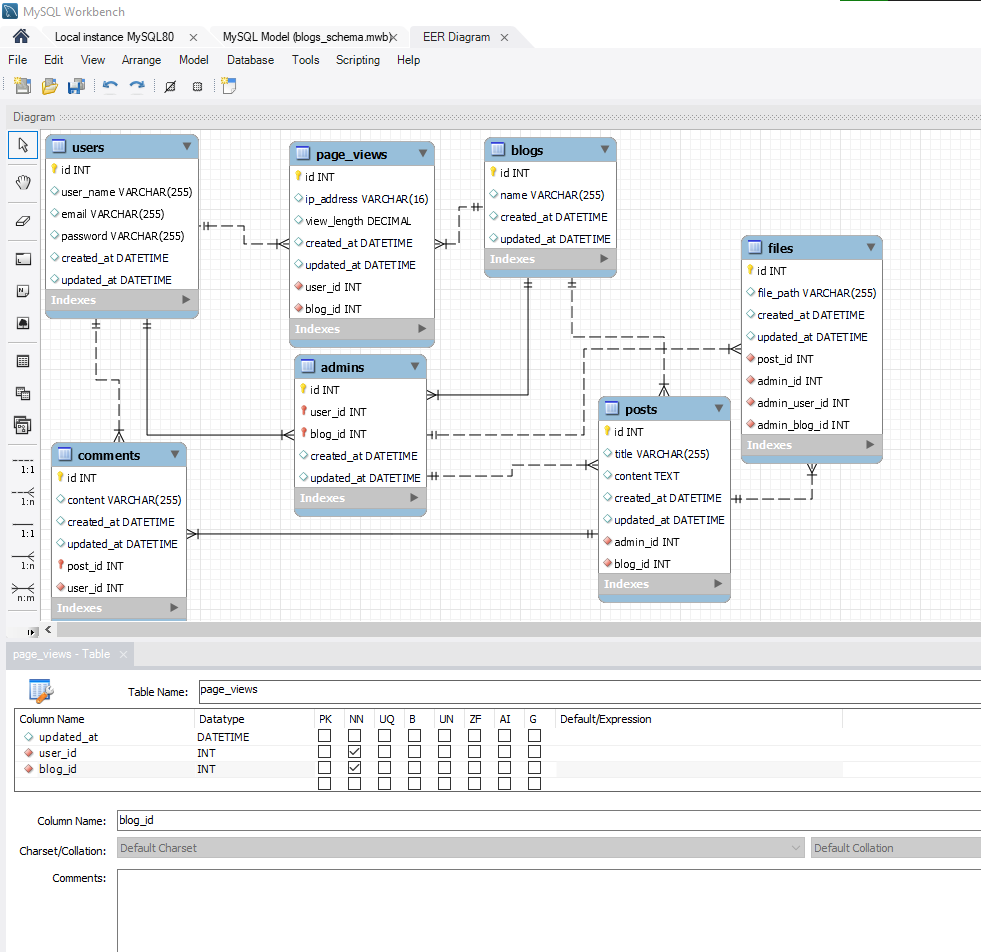 MySQL Workbench
Local instance MySQL80 ×
MySQL Model (blogs_schema.mwb) ×
EER Diagram ×
File Edit View Arrange Model Database Tools Scripting Help
Diagram
users
id INT
user_name VARCHAR(255)
email VARCHAR(255)
password VARCHAR(255)
created_at DATETIME
updated_at DATETIME
Indexes
page_views
id INT
ip_address VARCHAR(16)
view_length DECIMAL
created_at DATETIME
updated_at DATETIME
user_id INT
blog_id INT
Indexes
blogs
id INT
name VARCHAR(255)
created_at DATETIME
updated_at DATETIME
Indexes
files
id INT
file_path VARCHAR(255)
created_at DATETIME
updated_at DATETIME
post_id INT
admin_id INT
admin_user_id INT
admin_blog_id INT
Indexes
admins
id INT
user_id INT
blog_id INT
created_at DATETIME
updated_at DATETIME
Indexes
posts
id INT
title VARCHAR(255)
content TEXT
created_at DATETIME
updated_at DATETIME
admin_id INT
blog_id INT
Indexes
comments
id INT
content VARCHAR(255)
created_at DATETIME
updated_at DATETIME
post_id INT
user_id INT
Indexes
1:1
1:n
1:1
1:n
n:m
page_views - Table ×
Table Name: page_views
Column Name Datatype PK NN UQ B UN ZF AI G Default/Expression
updated_at DATETIME
user_id INT
blog_id INT
Column Name: blog_id
Charset/Collation: Default Charset Default Collation
Comments: